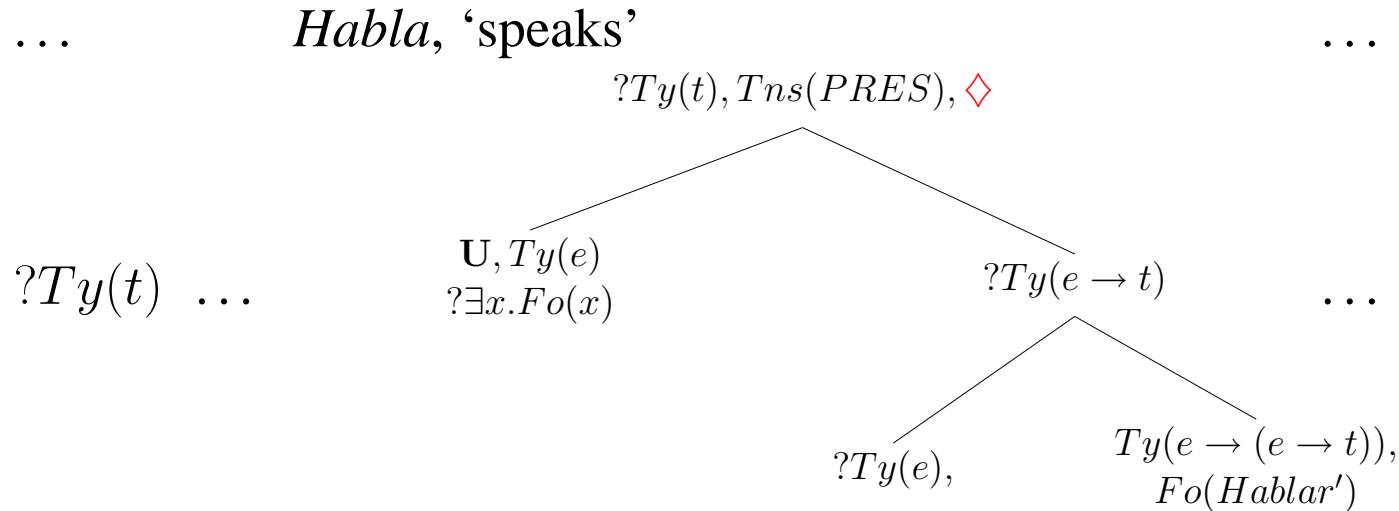 … Habla, ‘speaks’ …
?Ty(t), Tns(PRES), ♢
U, Ty(e)
?∃x.Fo(x)
?Ty(e → t)
?Ty(t) … …
?Ty(e),
Ty(e → (e → t)),
Fo(Hablar′)